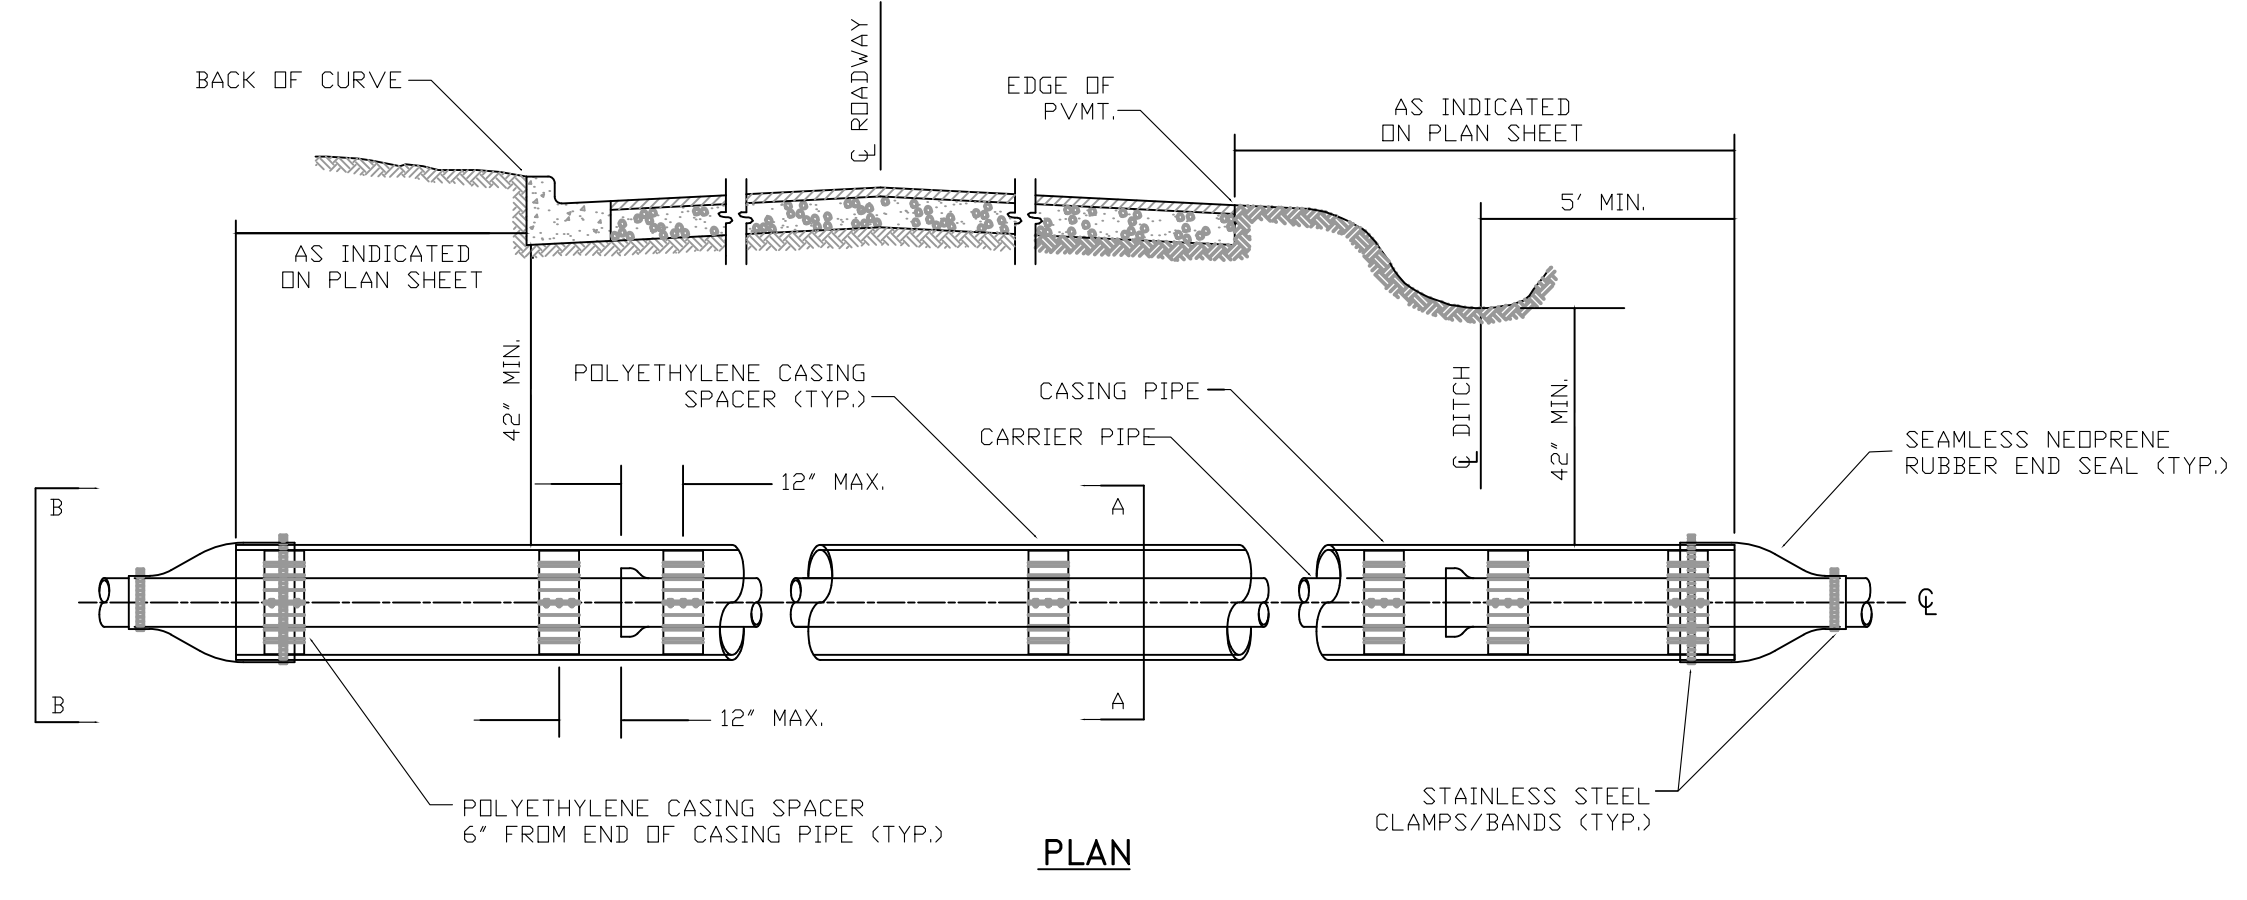 BACK OF CURVE
℄ ROADWAY
EDGE OF
PVMT.
AS INDICATED
ON PLAN SHEET
5' MIN.
AS INDICATED
ON PLAN SHEET
42" MIN.
POLYETHYLENE CASING
SPACER (TYP.)
CASING PIPE
CARRIER PIPE
℄ DITCH
42" MIN.
SEAMLESS NEOPRENE
RUBBER END SEAL (TYP.)
B
12" MAX.
A
℄
B
12" MAX.
A
POLYETHYLENE CASING SPACER
6" FROM END OF CASING PIPE (TYP.)
STAINLESS STEEL
CLAMPS/BANDS (TYP.)
PLAN